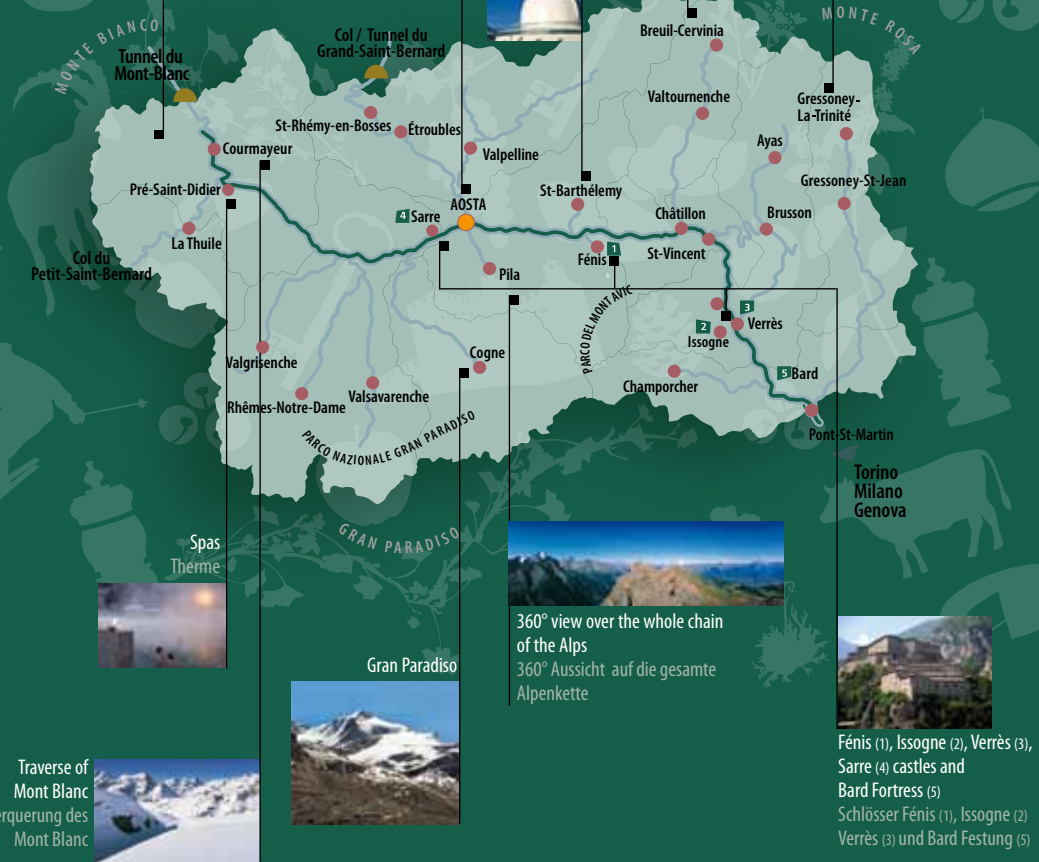 MONTE BIANCO
MONTE ROSA
Tunnel du
Mont-Blanc
Col / Tunnel du
Grand-Saint-Bernard
Breuil-Cervinia
Valtournenche
Gressoney-
La-Trinité
St-Rhémy-en-Bosses
Étroubles
Ayas
Courmayeur
Valpelline
Gressoney-St-Jean
Pré-Saint-Didier
St-Barthélemy
AOSTA
4 Sarre
Châtillon
Brusson
La Thuile
Fénis 1
St-Vincent
Col du
Petit-Saint-Bernard
Pila
PARCO DEL MONT AVIC
3
Verrès
2
Issogne
Valgrisenche
Cogne
Champorcher
5 Bard
Rhêmes-Notre-Dame
Valsavarenche
PARCO NAZIONALE GRAN PARADISO
Pont-St-Martin
Torino
Milano
Genova
GRAN PARADISO
Spas
Therme
360° view over the whole chain
of the Alps
360° Aussicht auf die gesamte
Alpenkette
Gran Paradiso
Fénis (1), Issogne (2), Verrès (3),
Sarre (4) castles and
Bard Fortress (5)
Schlösser Fénis (1), Issogne (2)
Verrès (3) und Bard Festung (5)
Traverse of
Mont Blanc
erquerung des
Mont Blanc